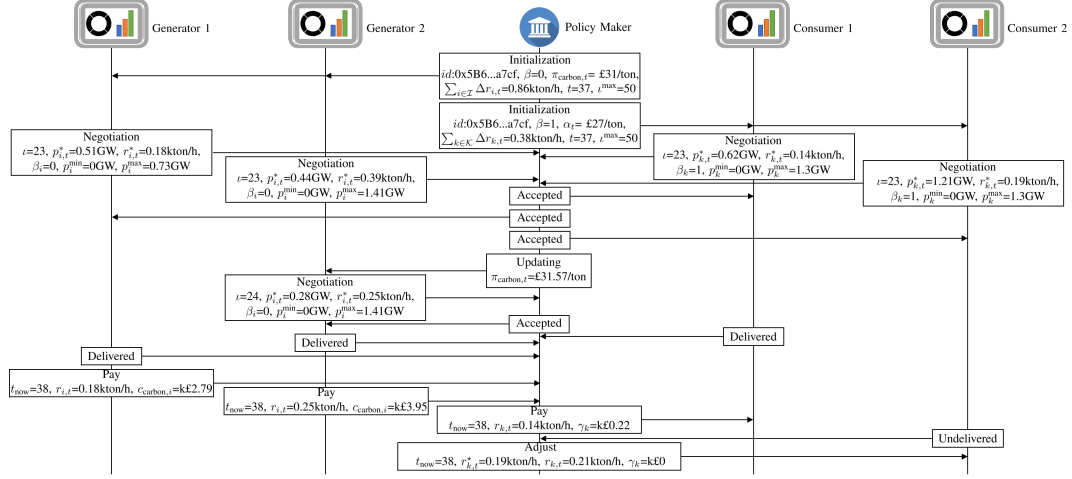 Generator 1
Generator 2
Policy Maker
Consumer 1
Consumer 2
Initialization
id:0x5B6...a7cf, β=0, π_carbon,t= £31/ton,
∑_i∈ℐ Δr_i,t=0.86kton/h, t=37, ι^max=50
Initialization
id:0x5B6...a7cf, β=1, α_t= £27/ton,
∑_k∈𝒦 Δr_k,t=0.38kton/h, t=37, ι^max=50
Negotiation
ι=23, p*_i,t=0.51GW, r*_i,t=0.18kton/h,
β_i=0, p_i^min=0GW, p_i^max=0.73GW
Negotiation
ι=23, p*_k,t=0.62GW, r*_k,t=0.14kton/h,
β_k=1, p_k^min=0GW, p_k^max=1.3GW
Negotiation
ι=23, p*_i,t=0.44GW, r*_i,t=0.39kton/h,
β_i=0, p_i^min=0GW, p_i^max=1.41GW
Negotiation
ι=23, p*_k,t=1.21GW, r*_k,t=0.19kton/h,
β_k=1, p_k^min=0GW, p_k^max=1.3GW
Accepted
Accepted
Accepted
Updating
π_carbon,t=£31.57/ton
Negotiation
ι=24, p*_i,t=0.28GW, r*_i,t=0.25kton/h,
β_i=0, p_i^min=0GW, p_i^max=1.41GW
Accepted
Delivered
Delivered
Delivered
Pay
t_now=38, r_i,t=0.18kton/h, c_carbon,i=k£2.79
Pay
t_now=38, r_i,t=0.25kton/h, c_carbon,i=k£3.95
Pay
t_now=38, r_k,t=0.14kton/h, γ_k=k£0.22
Undelivered
Adjust
t_now=38, r⋆_k,t=0.19kton/h, r_k,t=0.21kton/h, γ_k=k£0